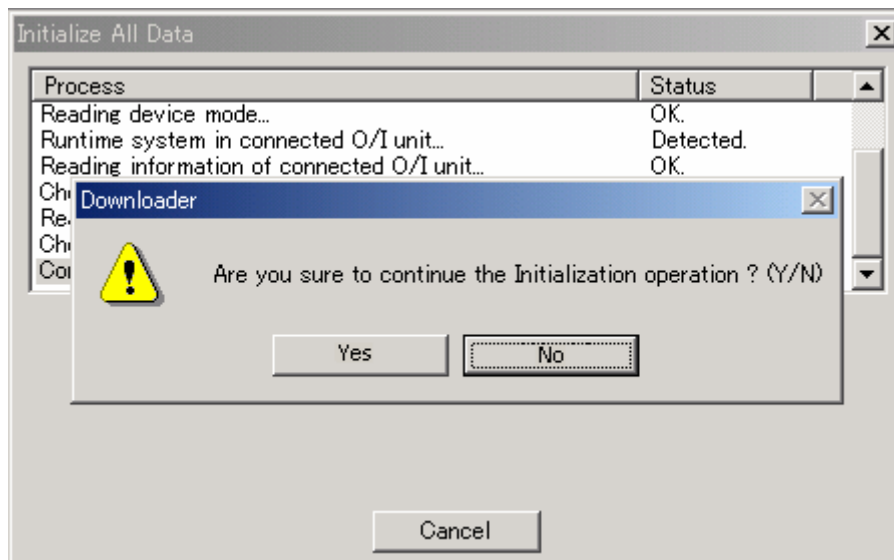 Initialize All Data
Process Status
Reading device mode... OK.
Runtime system in connected O/I unit... Detected.
Reading information of connected O/I unit... OK.
Downloader
Are you sure to continue the Initialization operation ? (Y/N)
Yes No
Cancel